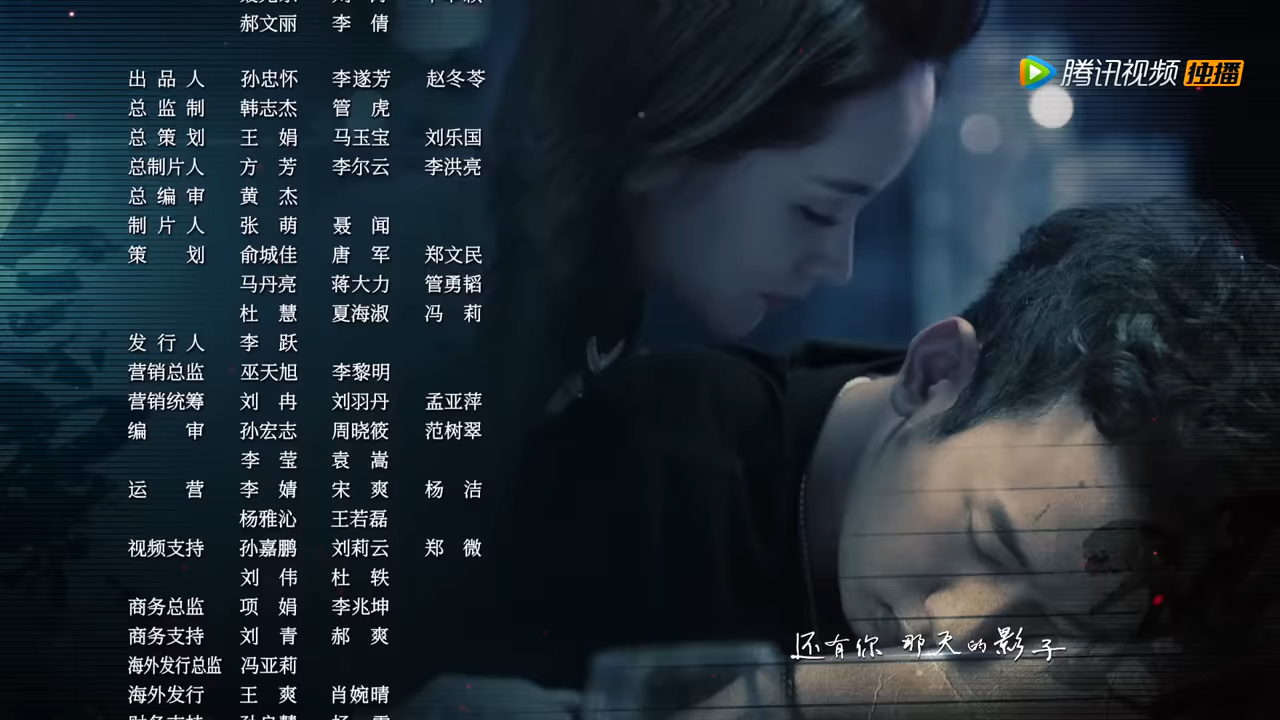 郝文丽 李倩
出品人 孙忠怀 李遂芳 赵冬苓
总监制 韩志杰 管虎
总策划 王娟 马玉宝 刘乐国
总制片人 方芳 李尔云 李洪亮
总编审 黄杰
制片人 张萌 聂闻
策划 俞城佳 唐军 郑文民
马丹亮 蒋大力 管勇韬
杜慧 夏海淑 冯莉
发行人 李跃
营销总监 巫天旭 李黎明
营销统筹 刘冉 刘羽丹 孟亚萍
编审 孙宏志 周晓筱 范树翠
李莹 袁嵩
运营 李婧 宋爽 杨洁
杨雅沁 王若磊
视频支持 孙嘉鹏 刘莉云 郑微
刘伟 杜轶
商务总监 项娟 李兆坤
商务支持 刘青 郝爽
海外发行总监 冯亚莉
海外发行 王爽 肖婉晴
腾讯视频 独播
还有你 那天的影子